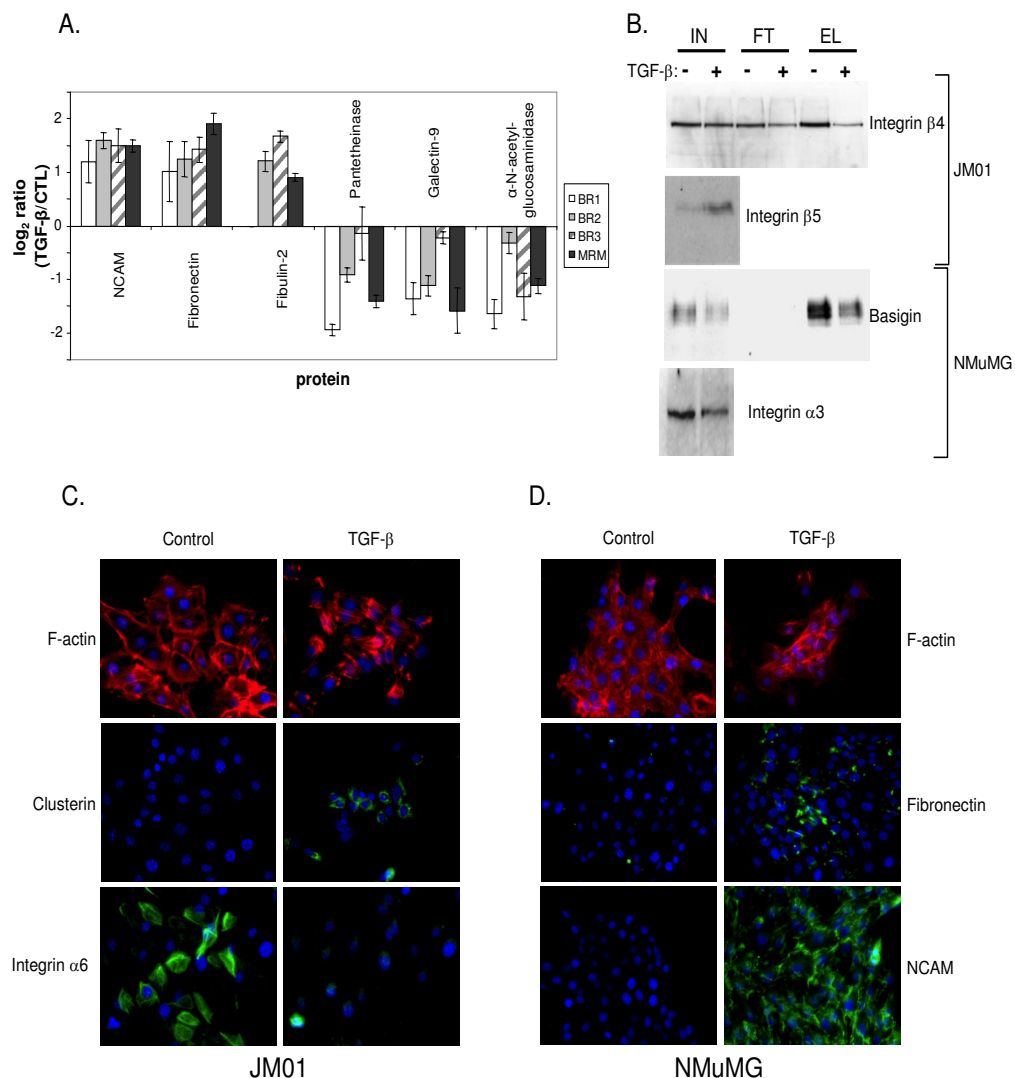 A.
log₂ ratio
(TGF-β/CTL)
2
1
0
-1
-2
NCAM
Fibronectin
Fibulin-2
Pantetheinase
Galectin-9
α-N-acetyl-
glucosaminidase
BR1
BR2
BR3
MRM
protein
B.
IN FT EL
TGF-β: - + - + - +
Integrin β4
Integrin β5
JM01
Basigin
Integrin α3
NMuMG
C.
Control TGF-β
F-actin
Clusterin
Integrin α6
JM01
D.
Control TGF-β
F-actin
Fibronectin
NCAM
NMuMG